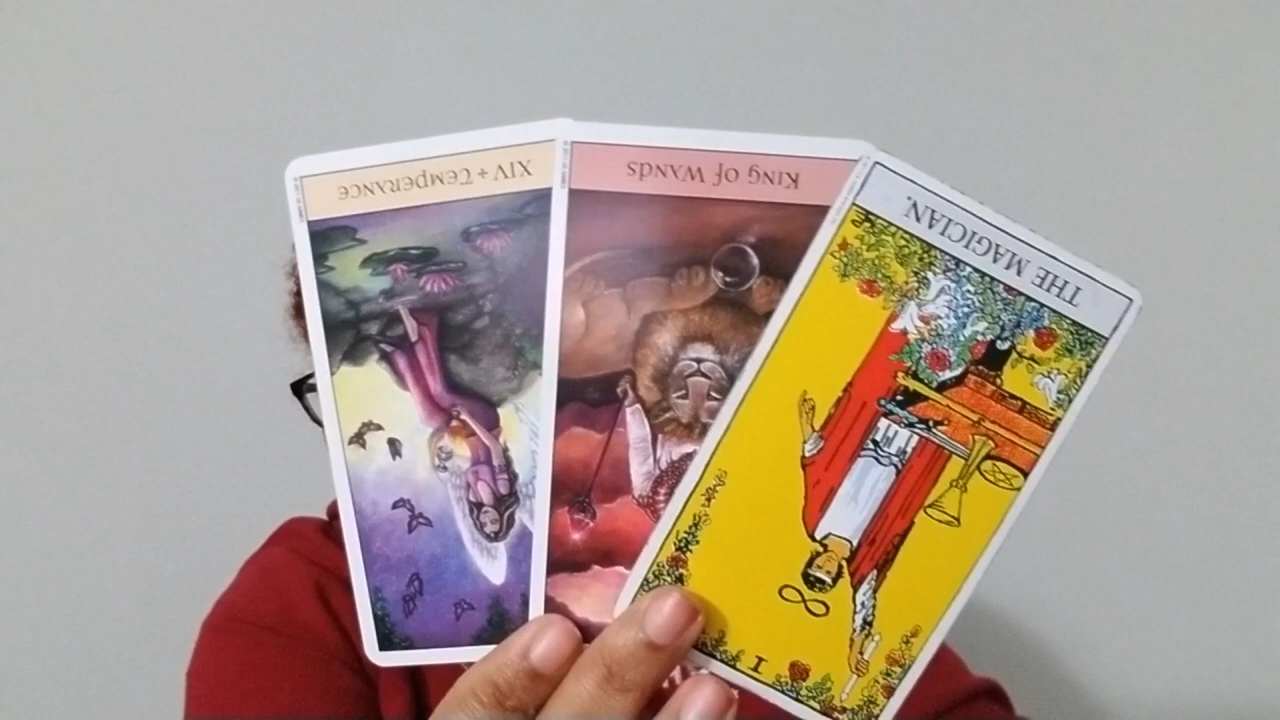 XIV + Temperance
King of Wands
THE MAGICIAN.
I